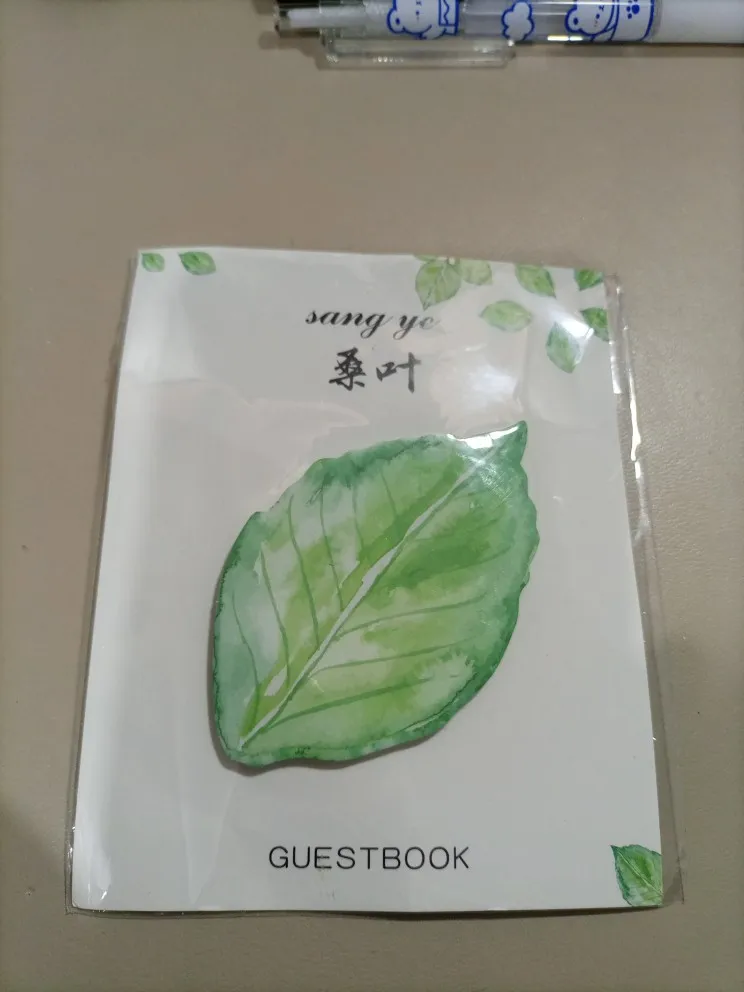 sang ye
桑叶
GUESTBOOK